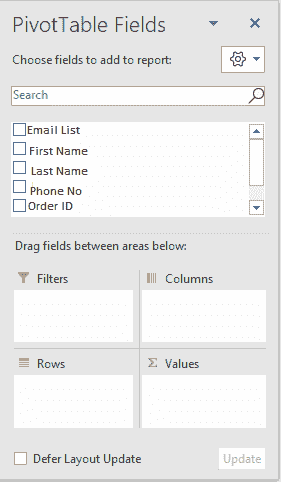 PivotTable Fields
Choose fields to add to report:
Search
Email List
First Name
Last Name
Phone No
Order ID
Drag fields between areas below:
Filters
Columns
Rows
Σ Values
Defer Layout Update
Update